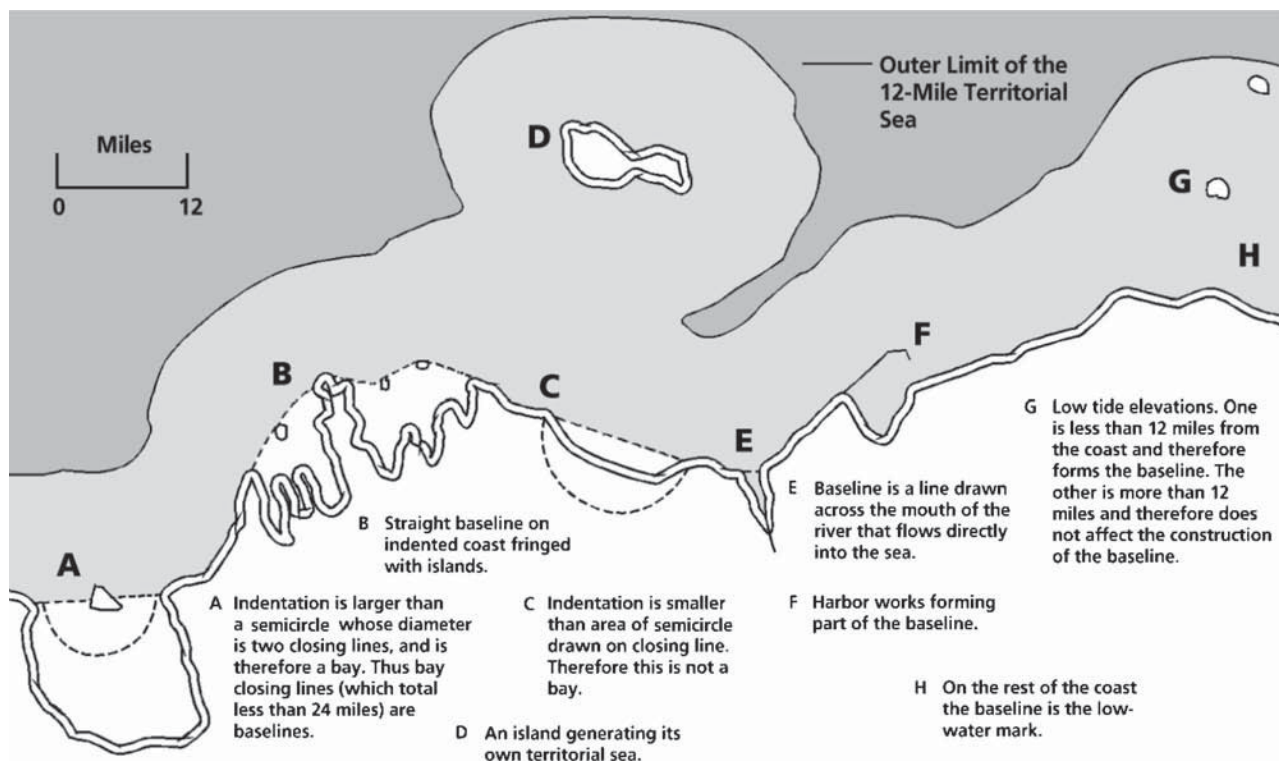 Outer Limit of the
12-Mile Territorial
Sea
Miles
0 12
D
G
H
F
B
C
E
A
G Low tide elevations. One
is less than 12 miles from
the coast and therefore
forms the baseline. The
other is more than 12
miles and therefore does
not affect the construction
of the baseline.
E Baseline is a line drawn
across the mouth of the
river that flows directly
into the sea.
B Straight baseline on
indented coast fringed
with islands.
A Indentation is larger than
a semicircle whose diameter
is two closing lines, and is
therefore a bay. Thus bay
closing lines (which total
less than 24 miles) are
baselines.
C Indentation is smaller
than area of semicircle
drawn on closing line.
Therefore this is not a
bay.
F Harbor works forming
part of the baseline.
H On the rest of the coast
the baseline is the low-
water mark.
D An island generating its
own territorial sea.